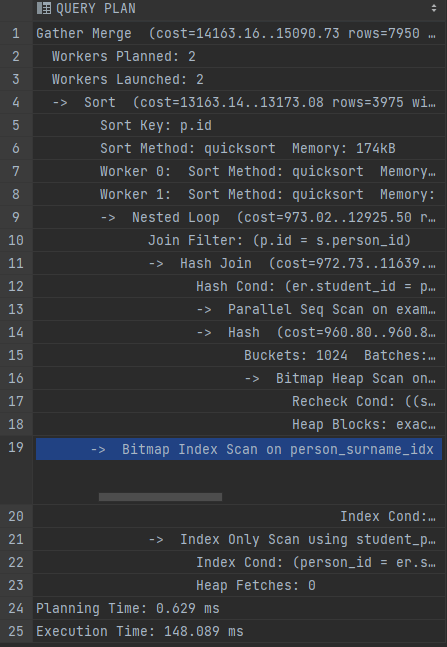 QUERY PLAN
1 Gather Merge (cost=14163.16..15090.73 rows=7950 …
2 Workers Planned: 2
3 Workers Launched: 2
4 -> Sort (cost=13163.14..13173.08 rows=3975 wi…
5 Sort Key: p.id
6 Sort Method: quicksort Memory: 174kB
7 Worker 0: Sort Method: quicksort Memory…
8 Worker 1: Sort Method: quicksort Memory:
9 -> Nested Loop (cost=973.02..12925.50 r…
10 Join Filter: (p.id = s.person_id)
11 -> Hash Join (cost=972.73..11639.…
12 Hash Cond: (er.student_id = p…
13 -> Parallel Seq Scan on exam…
14 -> Hash (cost=960.80..960.8…
15 Buckets: 1024 Batches:…
16 -> Bitmap Heap Scan on…
17 Recheck Cond: ((s…
18 Heap Blocks: exac…
19 -> Bitmap Index Scan on person_surname_idx
20 Index Cond:…
21 -> Index Only Scan using student_p…
22 Index Cond: (person_id = er.s…
23 Heap Fetches: 0
24 Planning Time: 0.629 ms
25 Execution Time: 148.089 ms